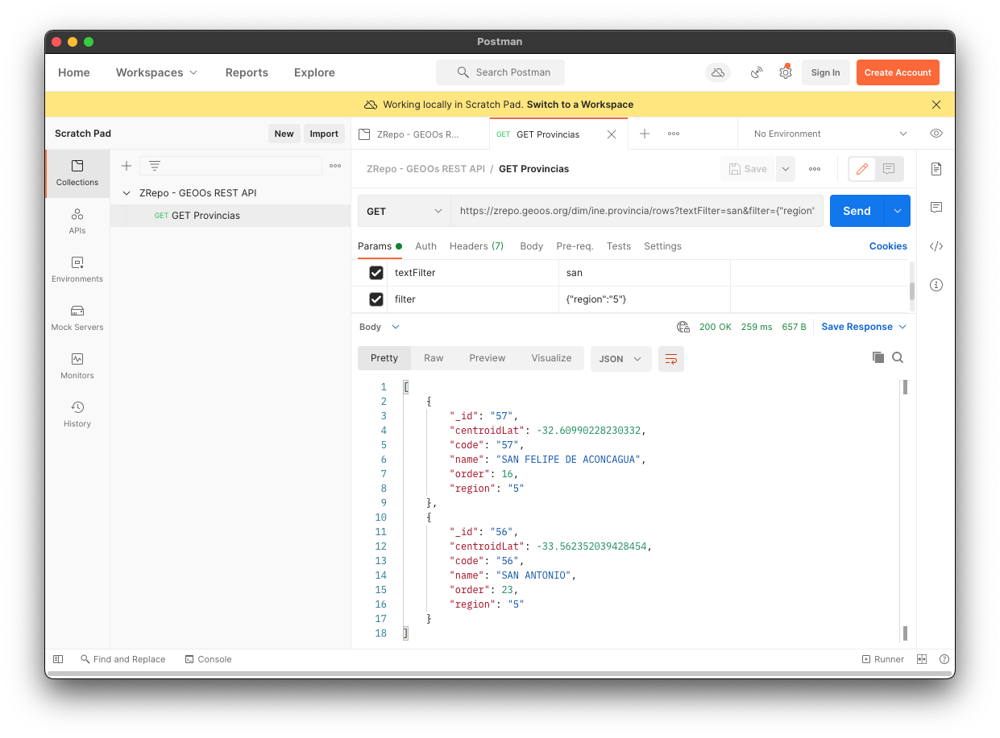 Postman
Home Workspaces Reports Explore Search Postman Sign In Create Account
Working locally in Scratch Pad. Switch to a Workspace
Scratch Pad New Import
ZRepo - GEOOs R... GET GET Provincias No Environment
Collections
APIs
Environments
Mock Servers
Monitors
History
ZRepo - GEOOs REST API
GET GET Provincias
ZRepo - GEOOs REST API / GET Provincias Save
GET https://zrepo.geoos.org/dim/ine.provincia/rows?textFilter=san&filter={"region" Send
Params Auth Headers (7) Body Pre-req. Tests Settings Cookies
textFilter san
filter {"region":"5"}
Body 200 OK 259 ms 657 B Save Response
Pretty Raw Preview Visualize JSON
1 [
2 {
3 "_id": "57",
4 "centroidLat": -32.60990228230332,
5 "code": "57",
6 "name": "SAN FELIPE DE ACONCAGUA",
7 "order": 16,
8 "region": "5"
9 },
10 {
11 "_id": "56",
12 "centroidLat": -33.562352039428454,
13 "code": "56",
14 "name": "SAN ANTONIO",
15 "order": 23,
16 "region": "5"
17 }
18 ]
Find and Replace Console Runner